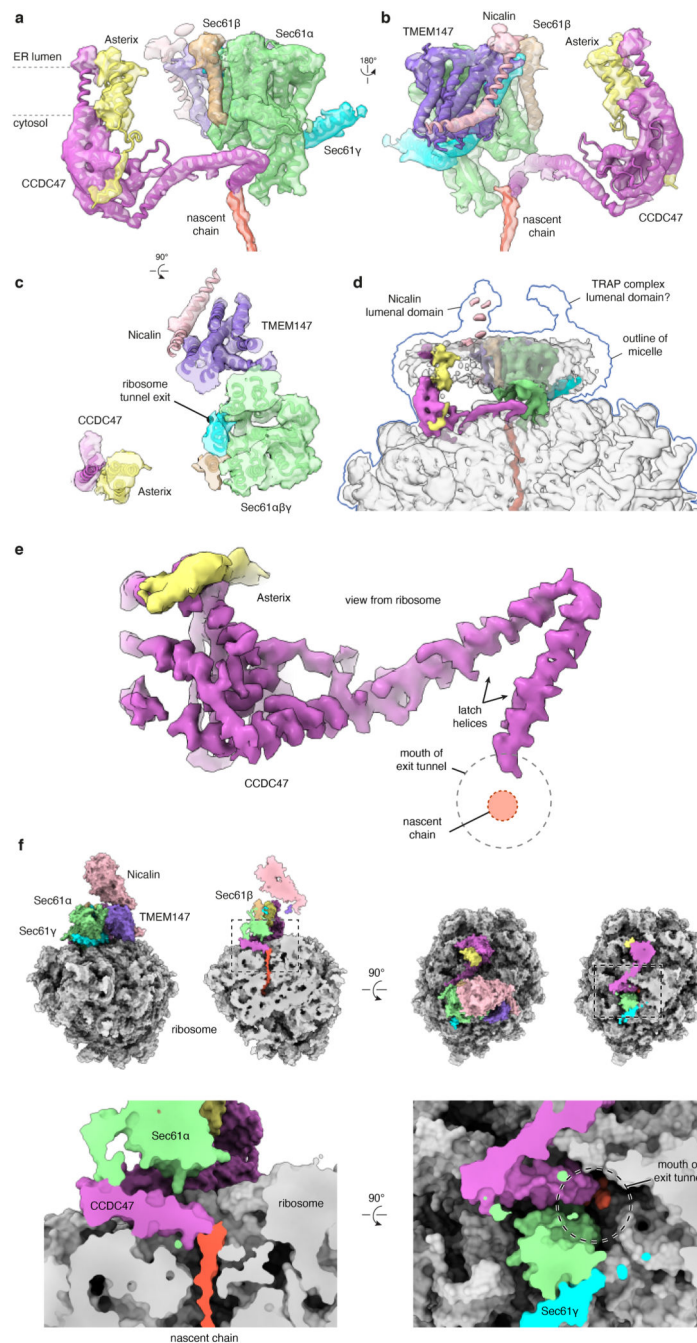 a
Asterix
Sec61β
Sec61α
ER lumen
cytosol
CCDC47
Sec61γ
nascent
chain
b
180°
TMEM147
Nicalin
Sec61β
Asterix
nascent
chain
CCDC47
90°
c
Nicalin
TMEM147
ribosome
tunnel exit
CCDC47
Asterix
Sec61αβγ
d
Nicalin
lumenal domain
TRAP complex
lumenal domain?
outline of
micelle
e
Asterix
view from ribosome
latch
helices
mouth of
exit tunnel
CCDC47
nascent
chain
f
Nicalin
Sec61α
TMEM147
Sec61γ
Sec61β
ribosome
90°
Sec61α
CCDC47
ribosome
nascent chain
90°
mouth o
exit tunne
Sec61γ